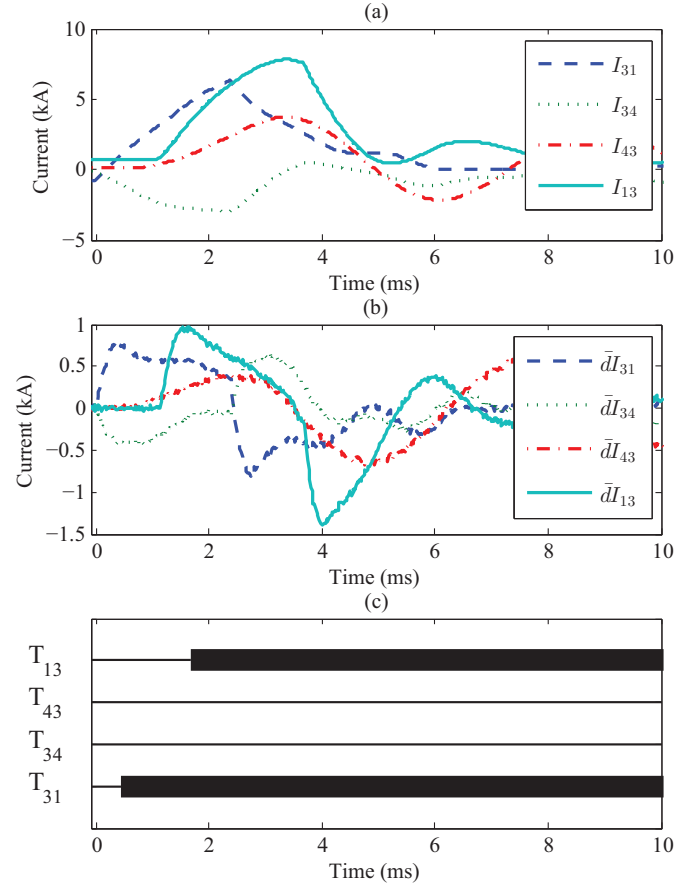 (a)
10
5
0
−5
Current (kA)
I31
I34
I43
I13
0 2 4 6 8 10
Time (ms)
(b)
1
0.5
0
−0.5
−1
−1.5
Current (kA)
d̄I31
d̄I34
d̄I43
d̄I13
0 2 4 6 8 10
Time (ms)
(c)
T13
T43
T34
T31
0 2 4 6 8 10
Time (ms)